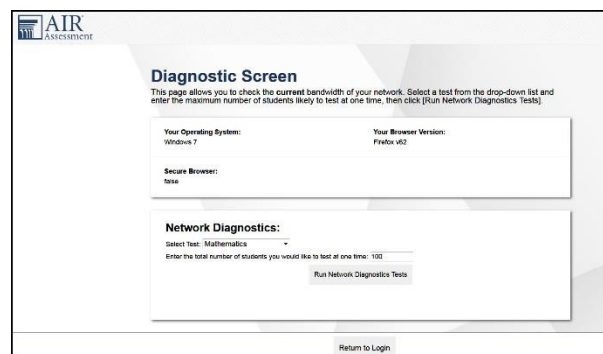 AIR
Assessment
Diagnostic Screen
This page allows you to check the current bandwidth of your network. Select a test from the drop-down list and
enter the maximum number of students likely to test at one time, then click [Run Network Diagnostics Tests].
Your Operating System:
Windows 7
Your Browser Version:
Firefox v62
Secure Browser:
false
Network Diagnostics:
Select Test: Mathematics
Enter the total number of students you would like to test at one time: 100
Run Network Diagnostics Tests
Return to Login